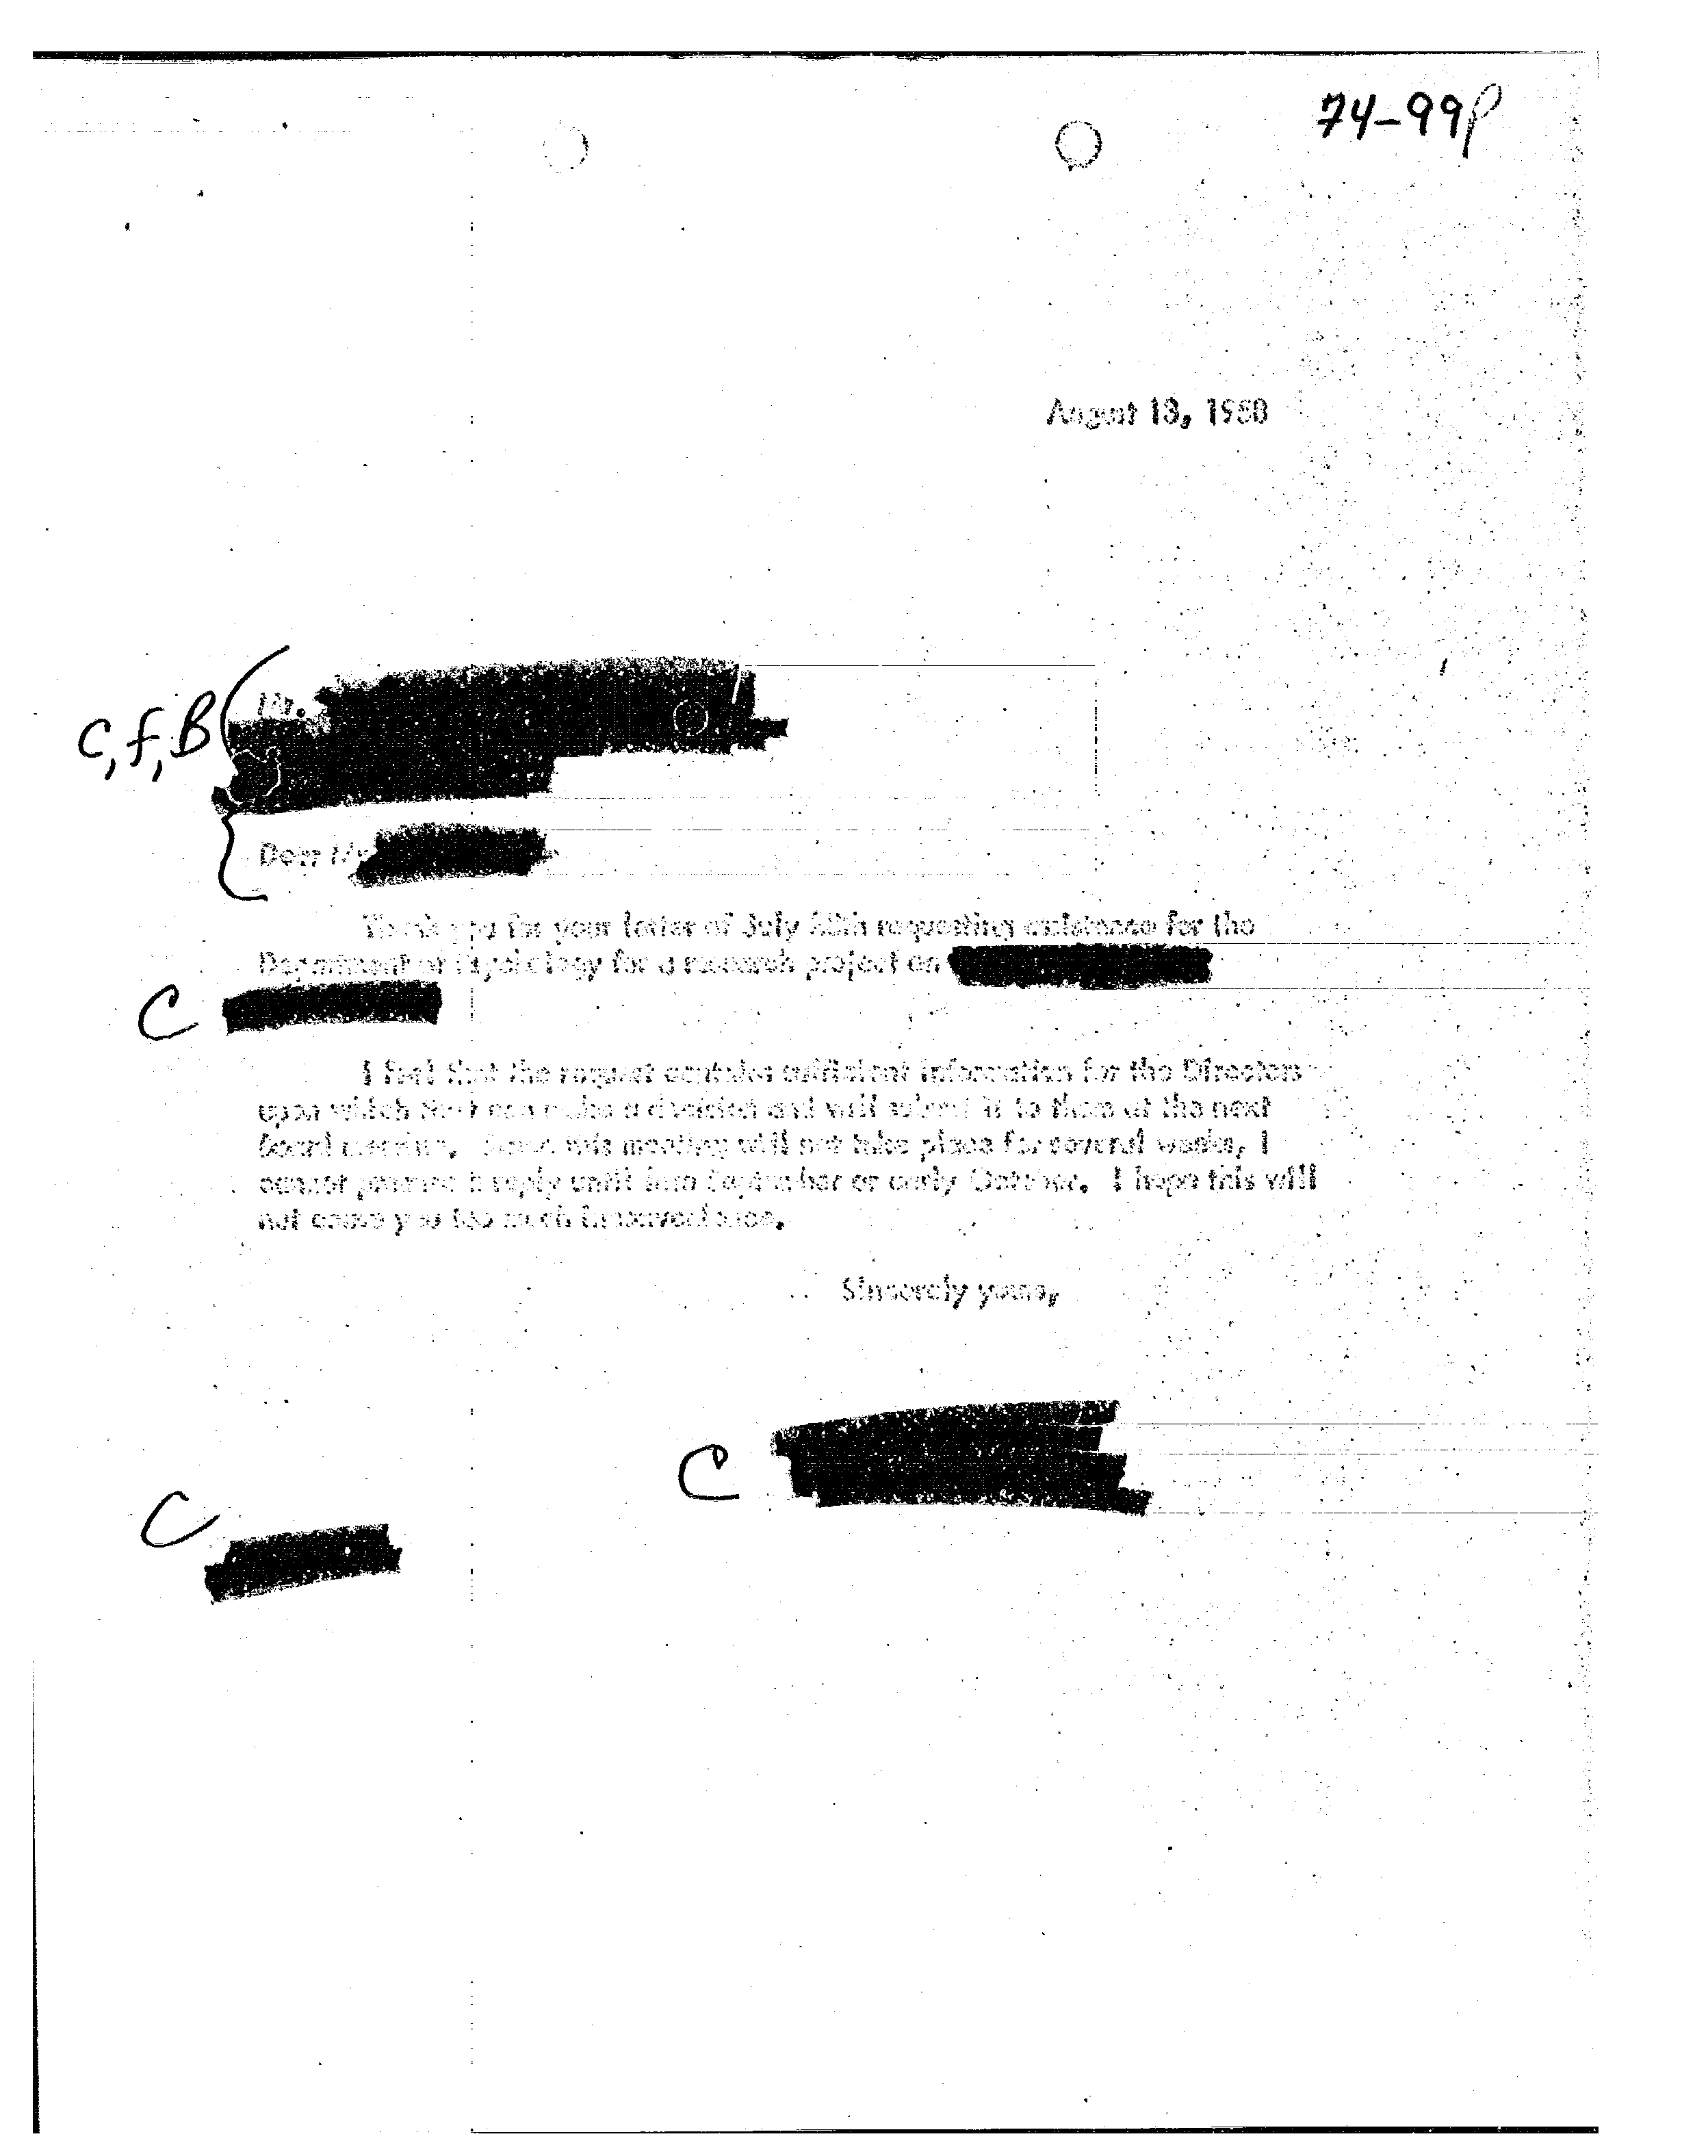 74-99
August 18, 19
C, f, B
Mr.
Dear Mr
Thank you for your letter of July requesting assistance for the
Department of Psychology for a research project on
C
I feel that the request contains sufficient information for the Directors
upon which they can make a decision and will submit it to them at the next
board meeting. Since this meeting will not take place for several weeks, I
cannot promise a reply until late September or early October. I hope this will
not cause you too much inconvenience.
Sincerely yours,
C
C